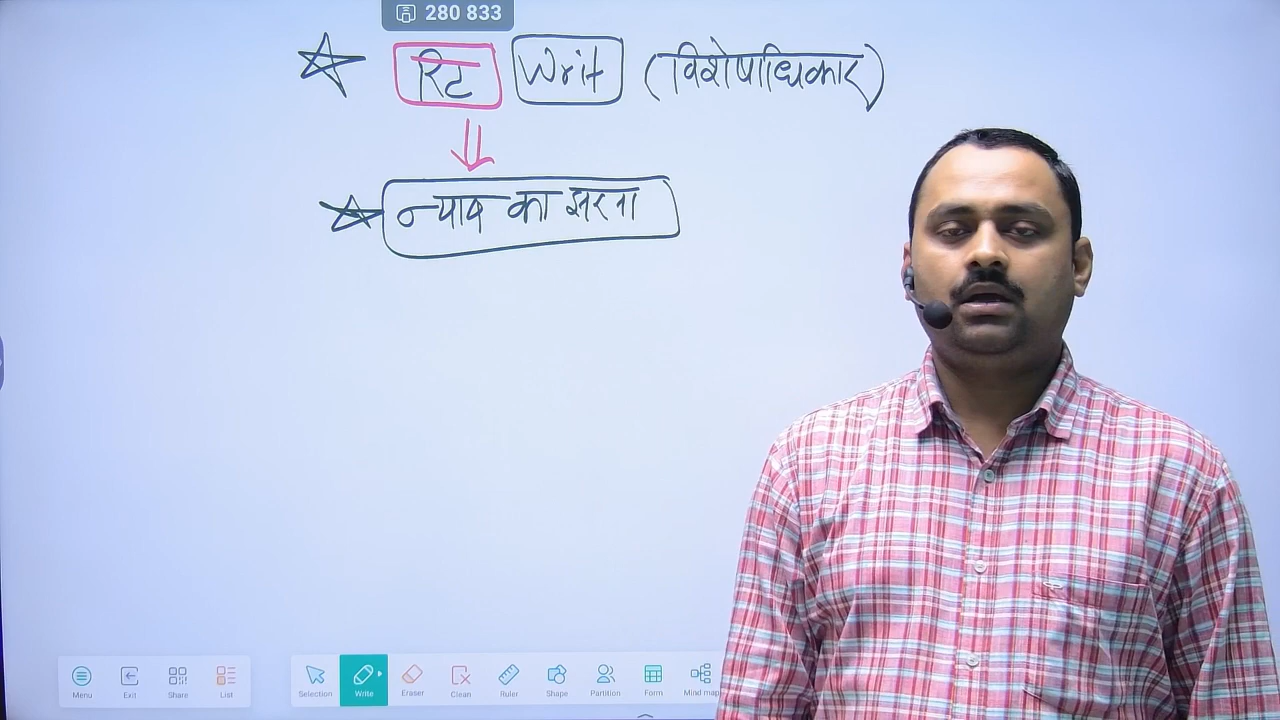 280 833
रिट Writ (विशेषाधिकार)
न्याय का झरना
Menu Exit Share List Selection Write Eraser Clean Ruler Shape Partition Form Mind map